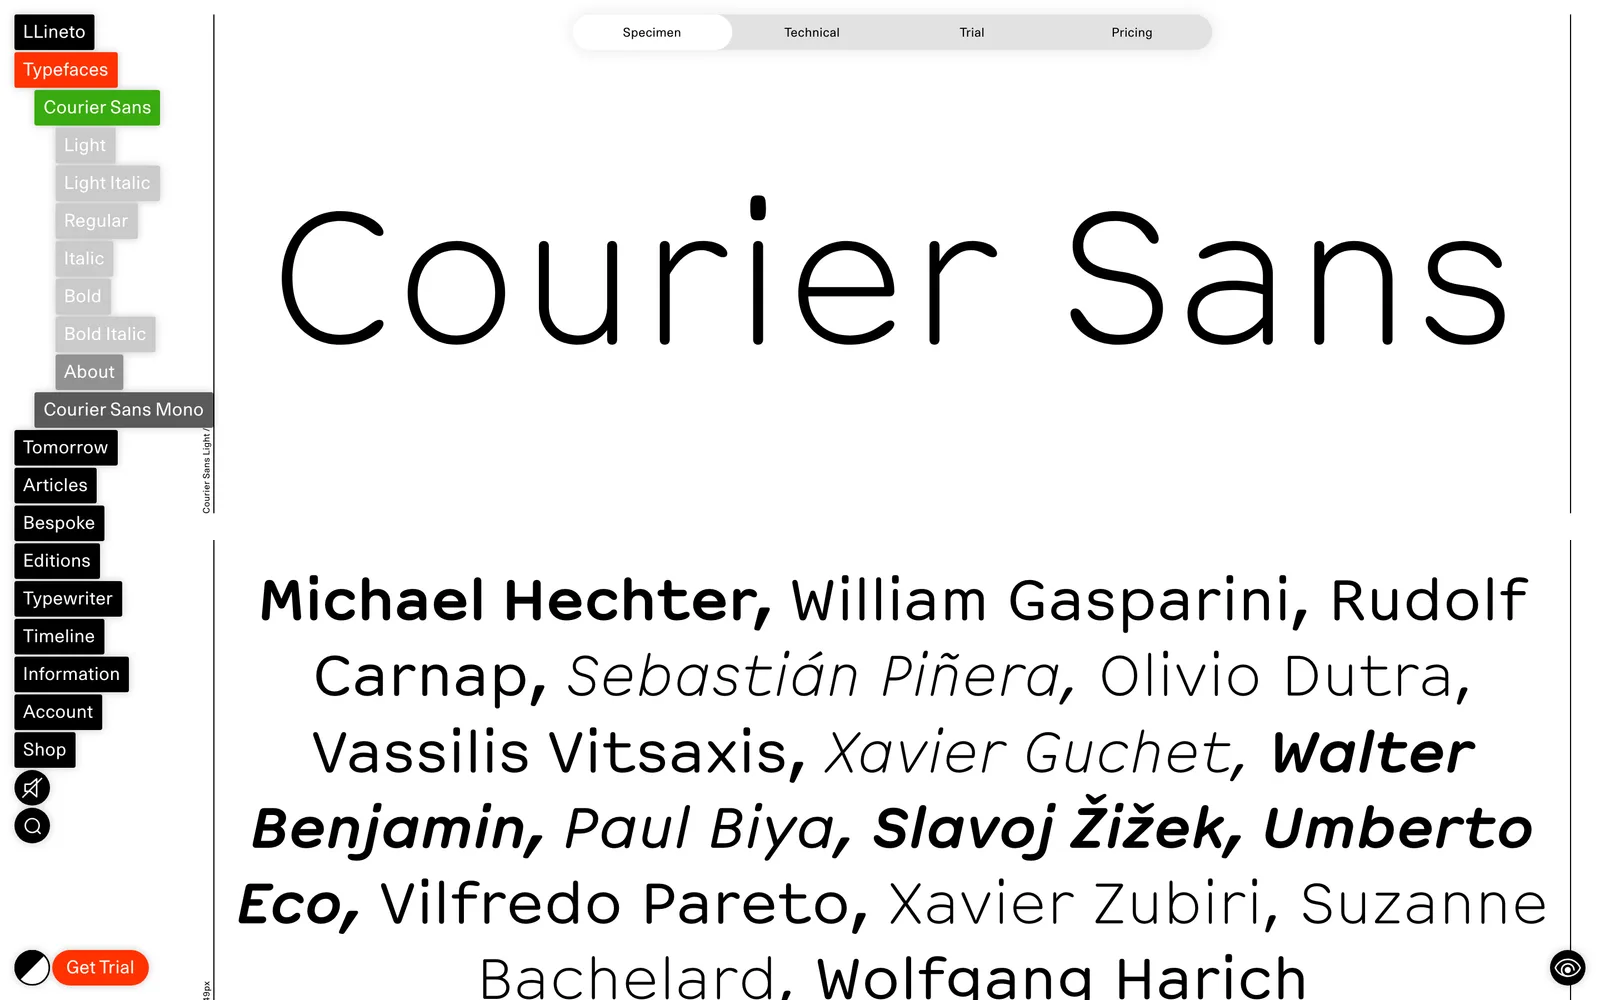 LLineto
Typefaces
Courier Sans
Light
Light Italic
Regular
Italic
Bold
Bold Italic
About
Courier Sans Mono
Tomorrow
Articles
Bespoke
Editions
Typewriter
Timeline
Information
Account
Shop
Get Trial
Specimen
Technical
Trial
Pricing
Courier Sans
Courier Sans Light /
Michael Hechter, William Gasparini, Rudolf
Carnap, Sebastián Piñera, Olivio Dutra,
Vassilis Vitsaxis, Xavier Guchet, Walter
Benjamin, Paul Biya, Slavoj Žižek, Umberto
Eco, Vilfredo Pareto, Xavier Zubiri, Suzanne
Bachelard, Wolfgang Harich
49px